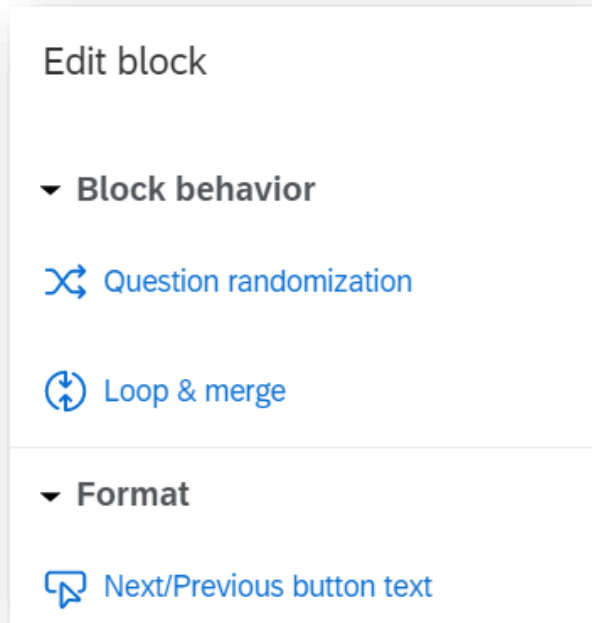 Edit block
Block behavior
Question randomization
Loop & merge
Format
Next/Previous button text